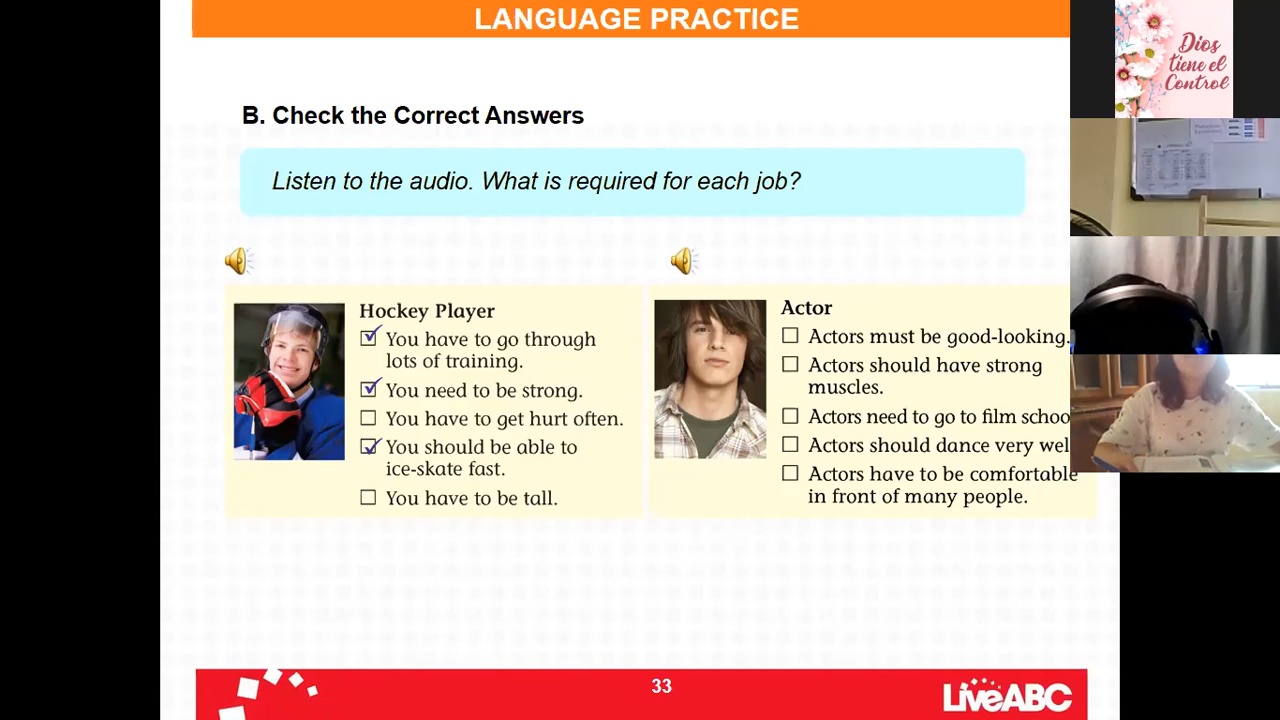 LANGUAGE PRACTICE
B. Check the Correct Answers
Listen to the audio. What is required for each job?
Hockey Player
You have to go through
lots of training.
You need to be strong.
You have to get hurt often.
You should be able to
ice-skate fast.
You have to be tall.
Actor
Actors must be good-looking.
Actors should have strong
muscles.
Actors need to go to film schoo
Actors should dance very wel
Actors have to be comfortable
in front of many people.
33
LiveABC
Dios
tiene el
Control